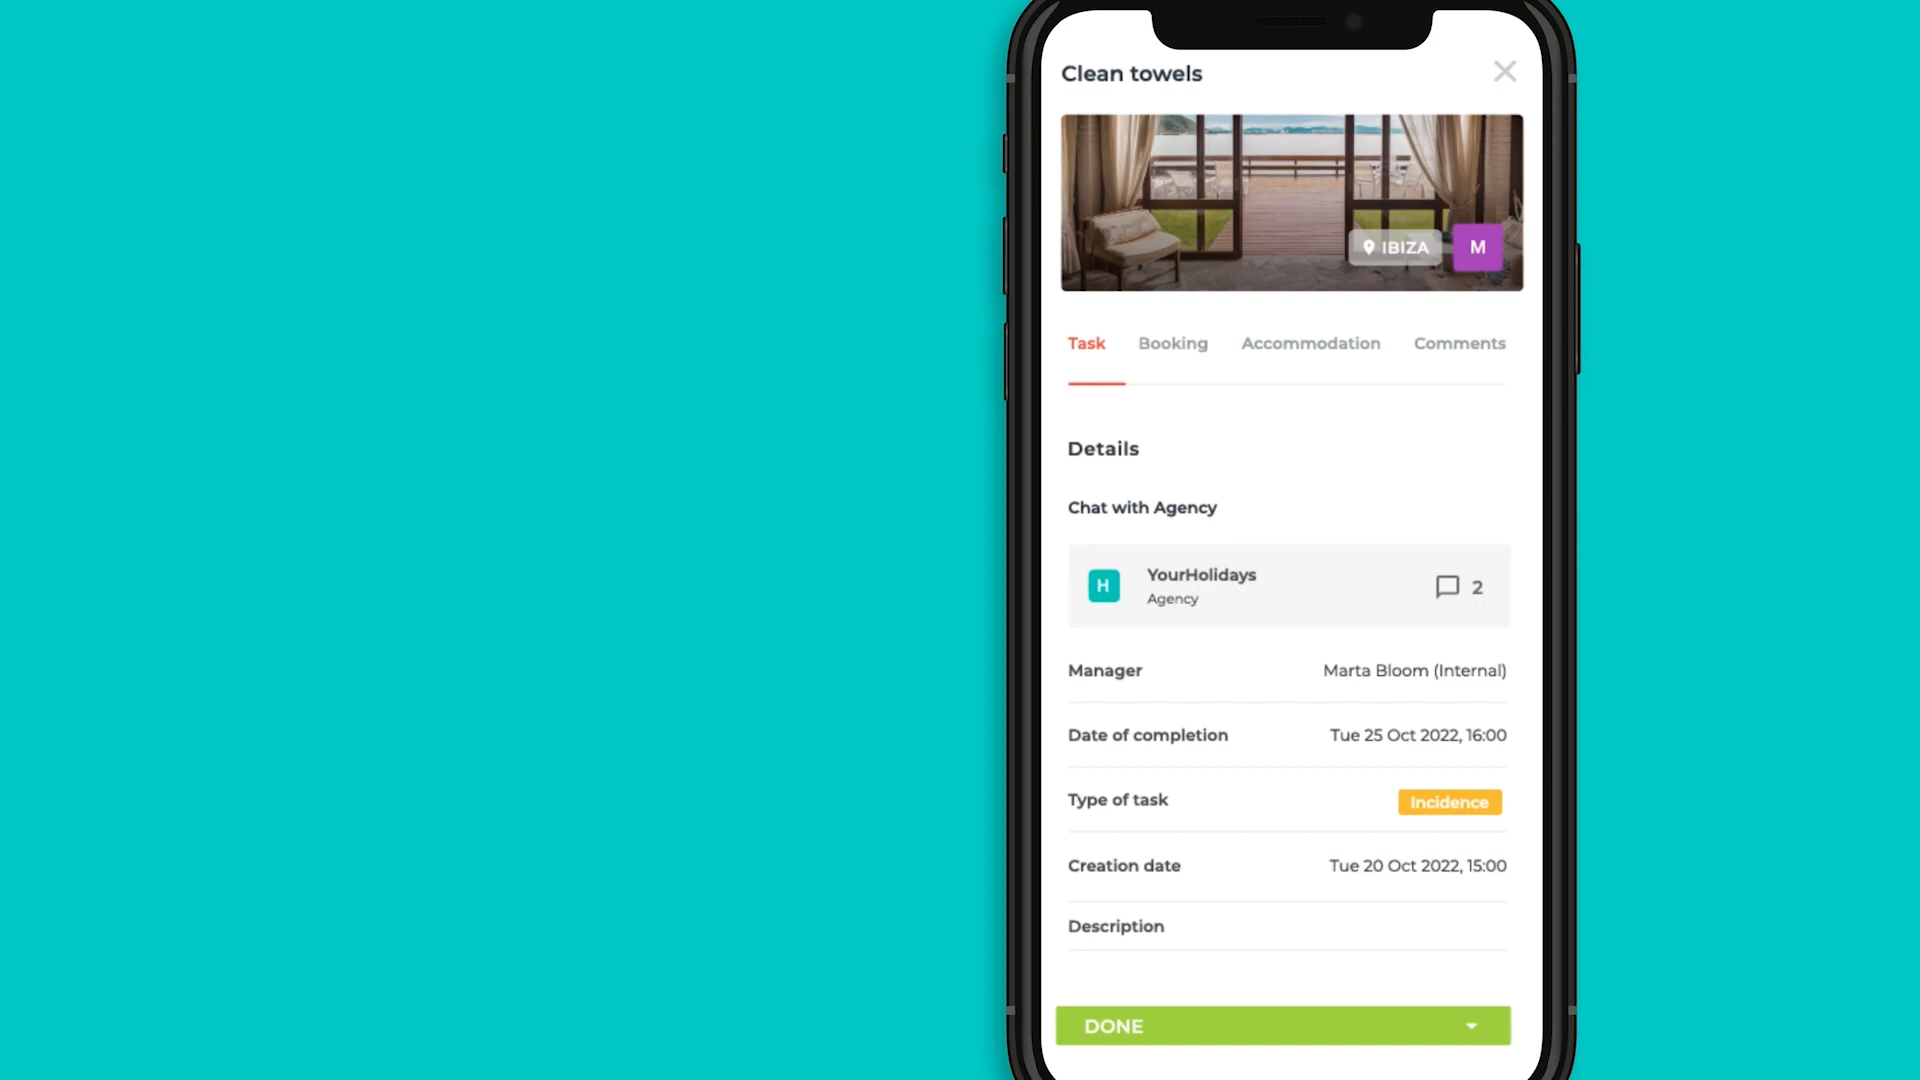 Clean towels
IBIZA
M
Task Booking Accommodation Comments
Details
Chat with Agency
H
YourHolidays
Agency
2
Manager Marta Bloom (Internal)
Date of completion Tue 25 Oct 2022, 16:00
Type of task Incidence
Creation date Tue 20 Oct 2022, 15:00
Description
DONE